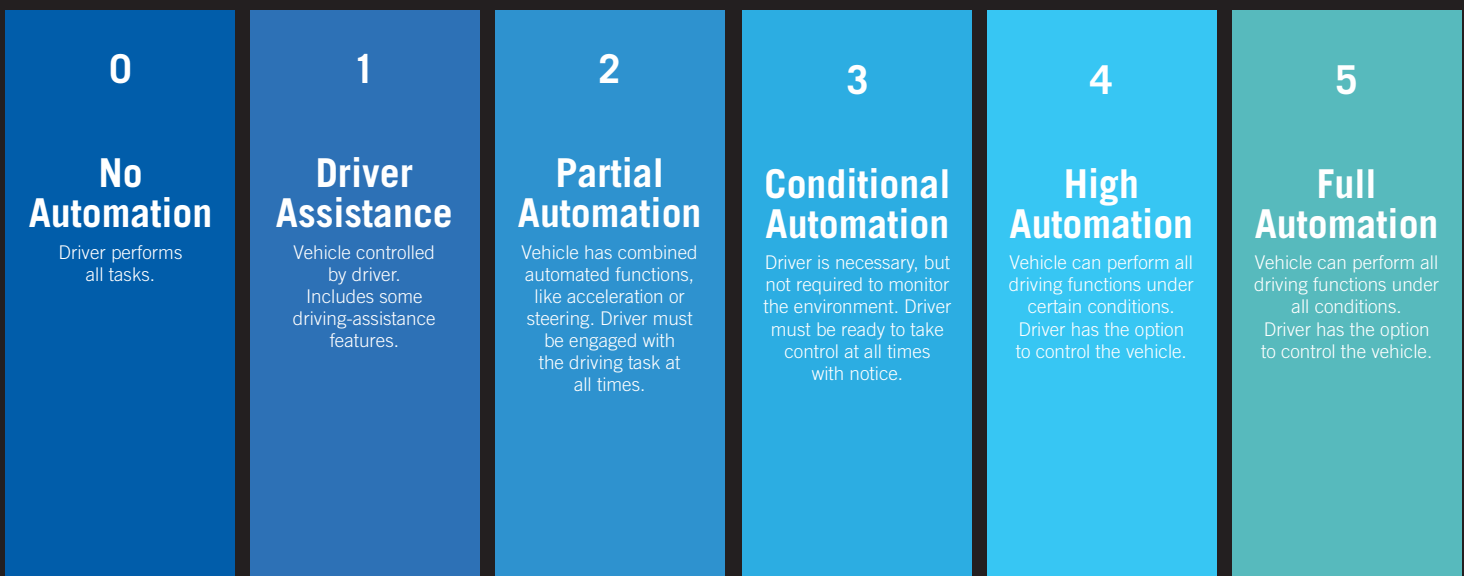 0
No
Automation
Driver performs
all tasks.
1
Driver
Assistance
Vehicle controlled
by driver.
Includes some
driving-assistance
features.
2
Partial
Automation
Vehicle has combined
automated functions,
like acceleration or
steering. Driver must
be engaged with
the driving task at
all times.
3
Conditional
Automation
Driver is necessary, but
not required to monitor
the environment. Driver
must be ready to take
control at all times
with notice.
4
High
Automation
Vehicle can perform all
driving functions under
certain conditions.
Driver has the option
to control the vehicle.
5
Full
Automation
Vehicle can perform all
driving functions under
all conditions.
Driver has the option
to control the vehicle.